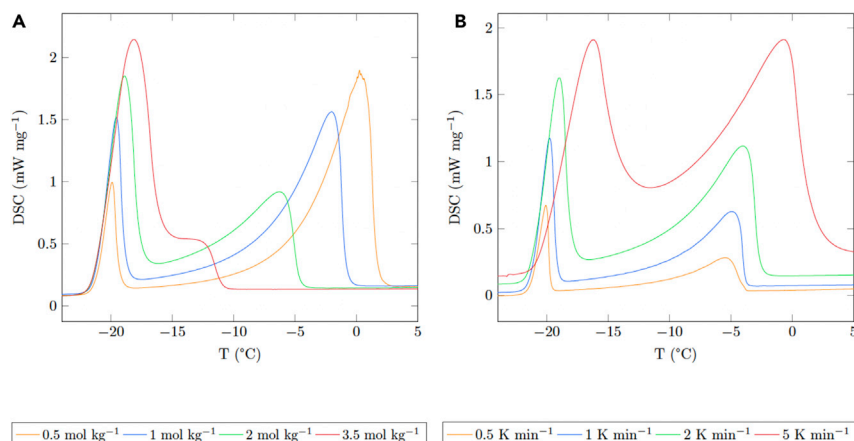 A
B
2
1.5
1
0.5
0
DSC (mW mg⁻¹)
−20 −15 −10 −5 0 5
T (°C)
2
1.5
1
0.5
0
DSC (mW mg⁻¹)
−20 −15 −10 −5 0 5
T (°C)
0.5 mol kg⁻¹ 1 mol kg⁻¹ 2 mol kg⁻¹ 3.5 mol kg⁻¹
0.5 K min⁻¹ 1 K min⁻¹ 2 K min⁻¹ 5 K min⁻¹